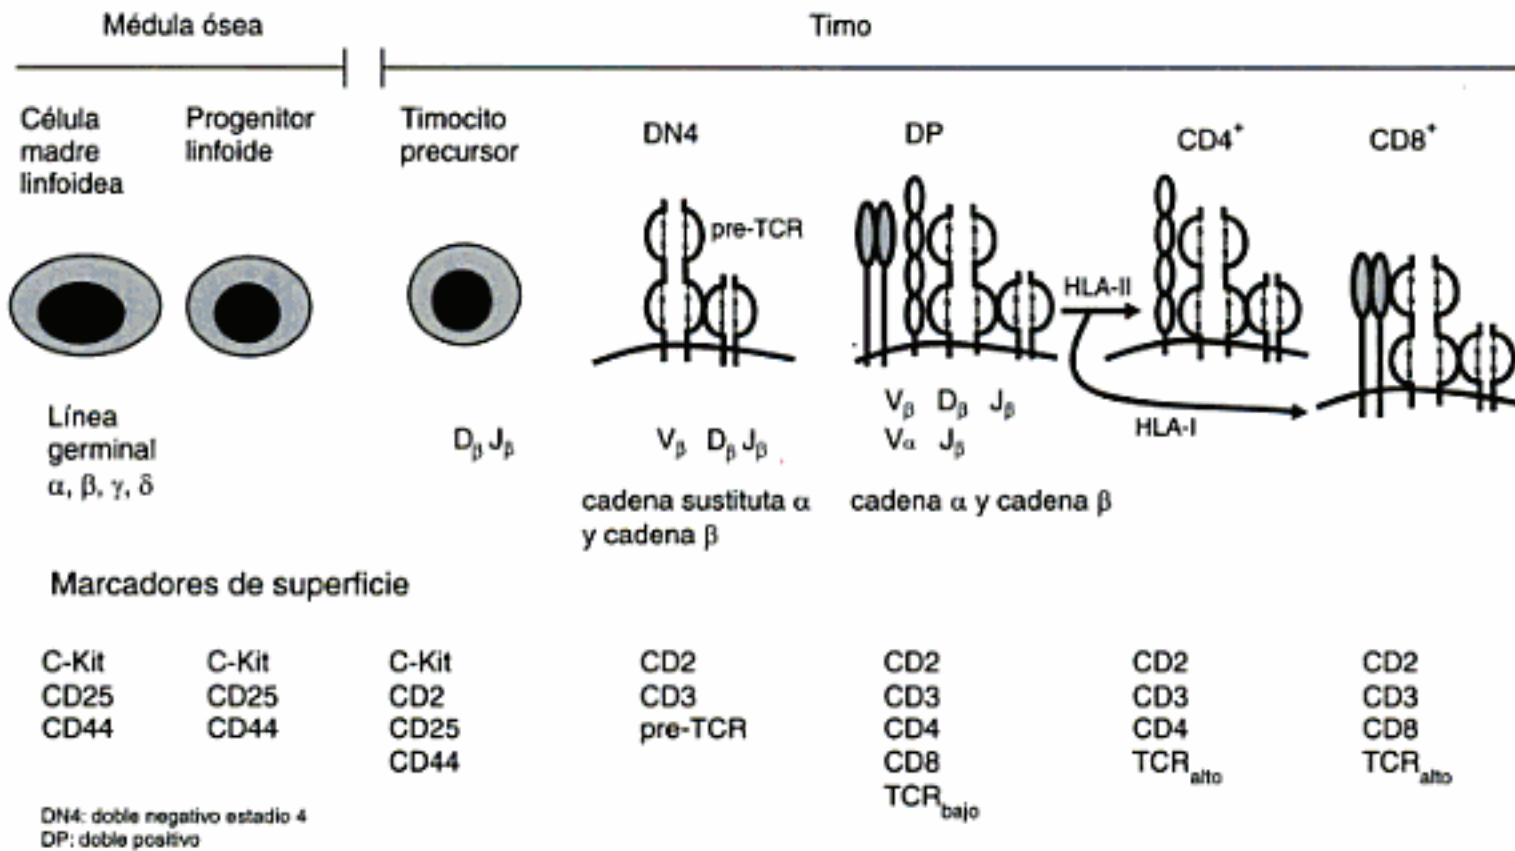 Médula ósea
Timo
Célula
madre
linfoidea
Progenitor
linfoide
Timocito
precursor
DN4
DP
CD4+
CD8+
pre-TCR
HLA-II
HLA-I
Línea
germinal
α, β, γ, δ
Dβ Jβ
Vβ Dβ Jβ
Vβ Dβ Jβ
Vα Jβ
cadena sustituta α
y cadena β
cadena α y cadena β
Marcadores de superficie
C-Kit
CD25
CD44
C-Kit
CD25
CD44
C-Kit
CD2
CD25
CD44
CD2
CD3
pre-TCR
CD2
CD3
CD4
CD8
TCRbajo
CD2
CD3
CD4
TCRalto
CD2
CD3
CD8
TCRalto
DN4: doble negativo estadio 4
DP: doble positivo